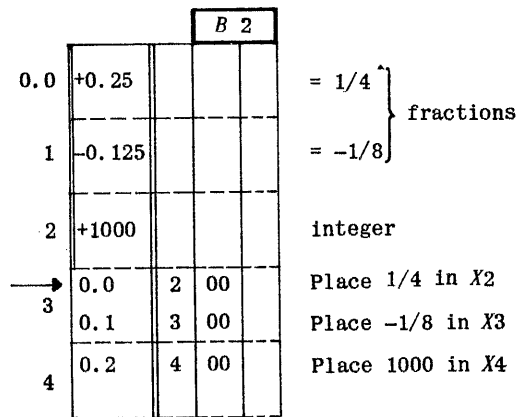 B 2
0.0 +0.25 = 1/4
fractions
1 -0.125 = -1/8
2 +1000 integer
0.0 2 00 Place 1/4 in X2
3
0.1 3 00 Place -1/8 in X3
0.2 4 00 Place 1000 in X4
4